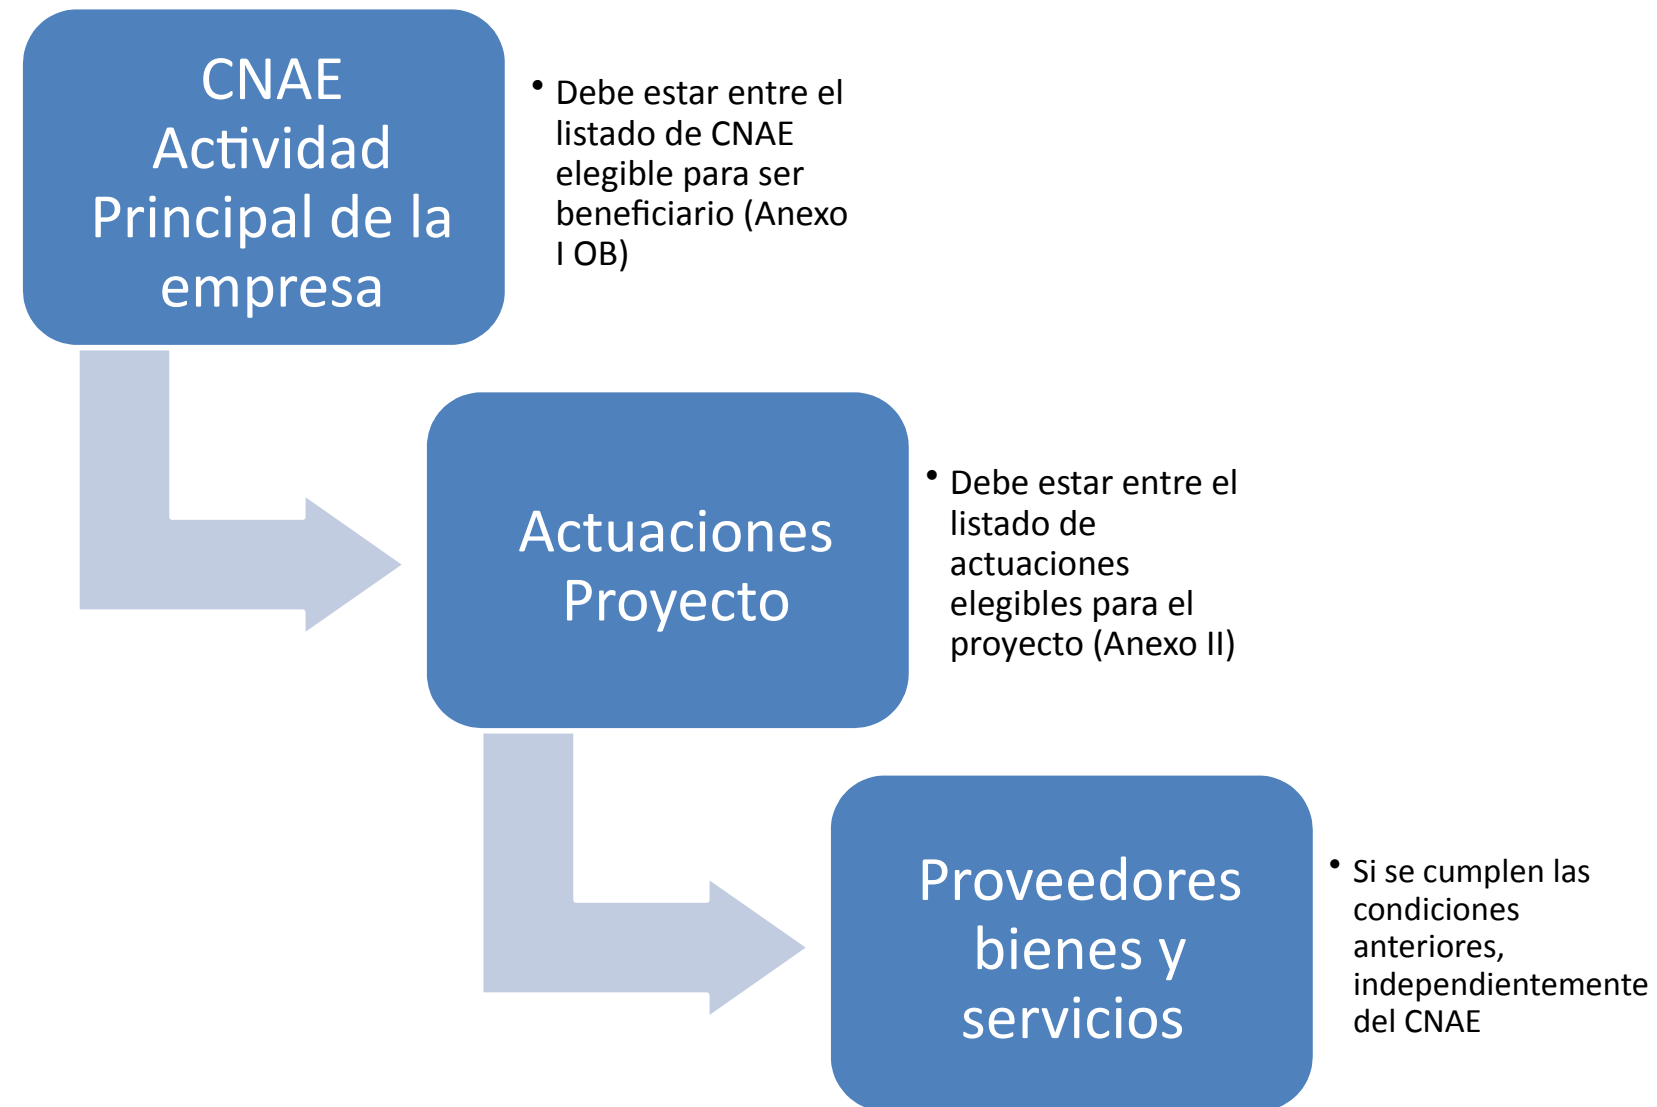 CNAE
Actividad
Principal de la
empresa
• Debe estar entre el
listado de CNAE
elegible para ser
beneficiario (Anexo
I OB)
Actuaciones
Proyecto
• Debe estar entre el
listado de
actuaciones
elegibles para el
proyecto (Anexo II)
Proveedores
bienes y
servicios
• Si se cumplen las
condiciones
anteriores,
independientemente
del CNAE